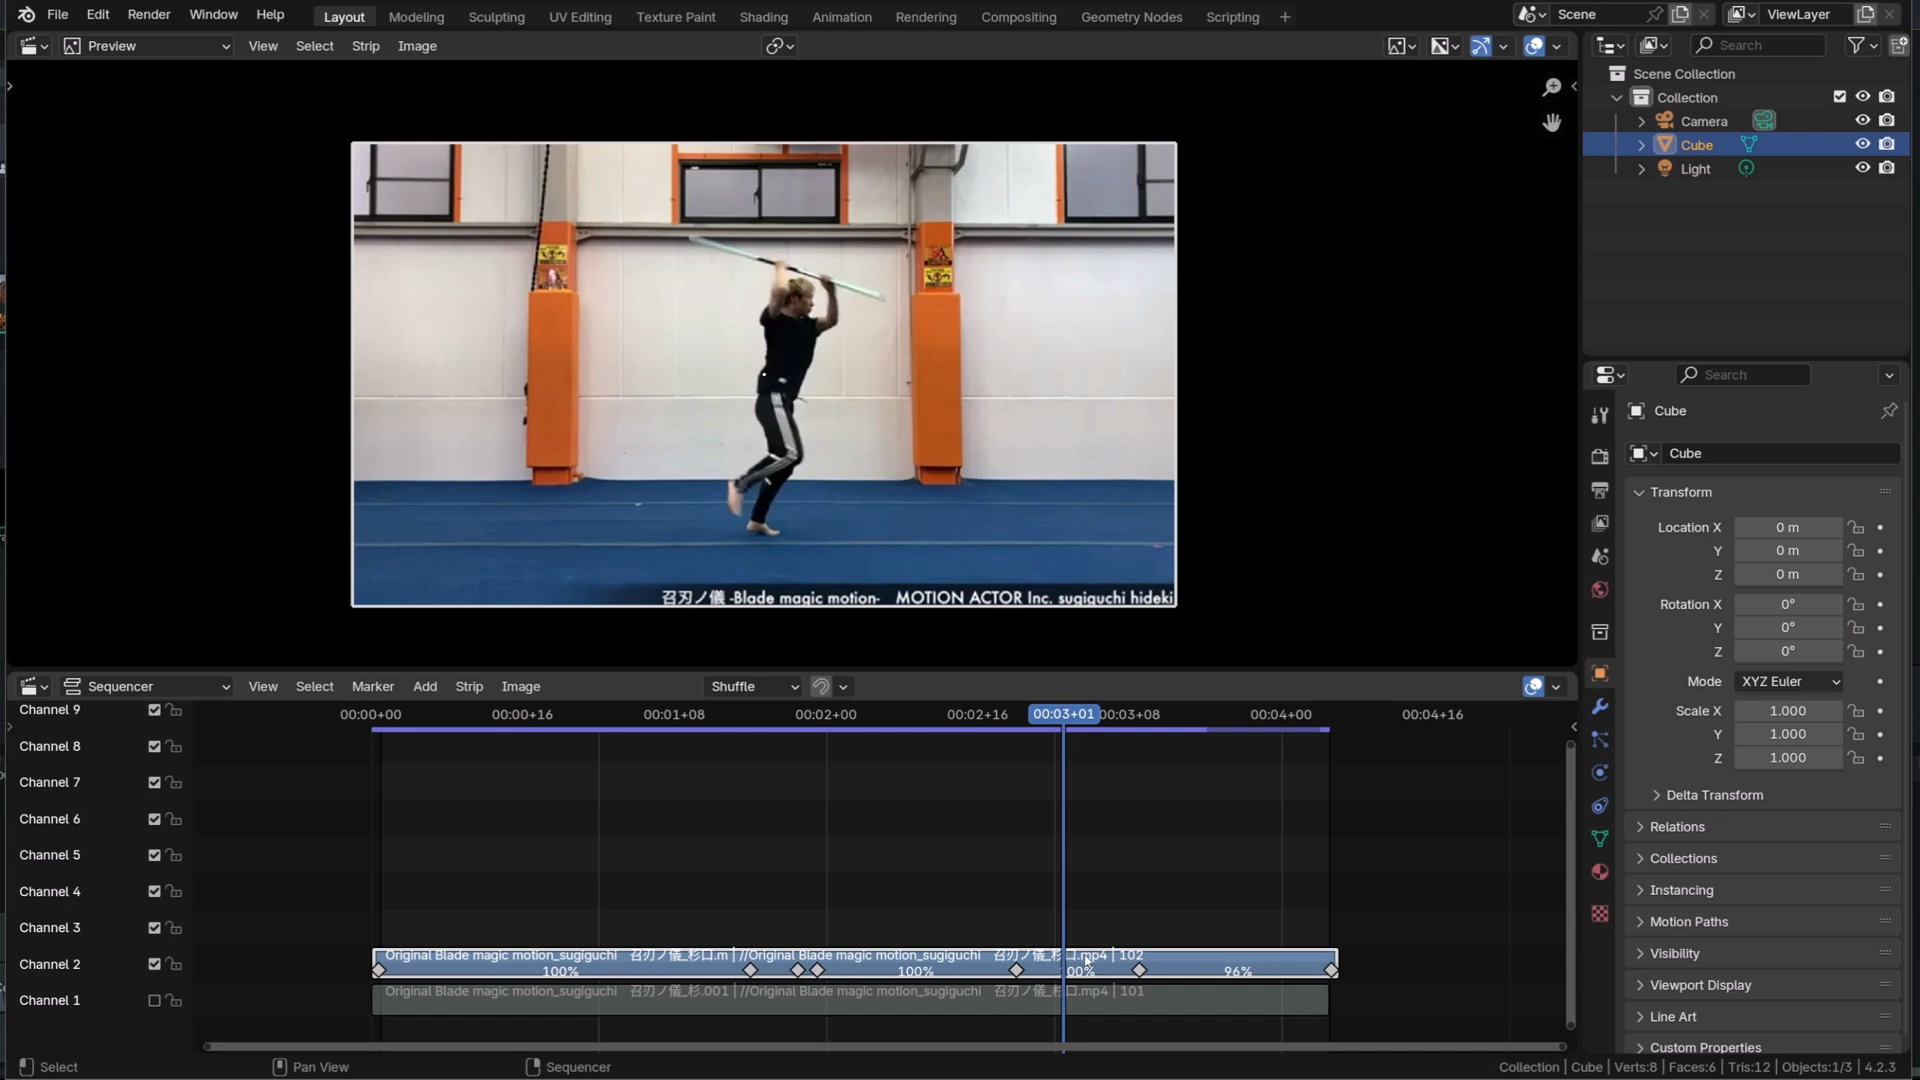 File Edit Render Window Help Layout Modeling Sculpting UV Editing Texture Paint Shading Animation Rendering Compositing Geometry Nodes Scripting + Scene ViewLayer
Preview View Select Strip Image Search
Scene Collection
Collection
Camera
Cube
Light
Search
Cube
Cube
Transform
Location X 0 m
Y 0 m
Z 0 m
Rotation X 0°
Y 0°
Z 0°
Mode XYZ Euler
Scale X 1.000
Y 1.000
Z 1.000
Delta Transform
Relations
Collections
Instancing
Motion Paths
Visibility
Viewport Display
Line Art
Custom Properties
召刃ノ儀 -Blade magic motion- MOTION ACTOR Inc. sugiguchi hideki
Sequencer View Select Marker Add Strip Image Shuffle
00:00+00 00:00+16 00:01+08 00:02+00 00:02+16 00:03+01 00:03+08 00:04+00 00:04+16
Channel 9
Channel 8
Channel 7
Channel 6
Channel 5
Channel 4
Channel 3
Channel 2
Original Blade magic motion_sugiguchi 召刃ノ儀_杉口.m | //Original Blade magic motion_sugiguchi 召刃ノ儀_杉口.mp4 | 102
100% 100% 00% 96%
Channel 1
Original Blade magic motion_sugiguchi 召刃ノ儀_杉.001 | //Original Blade magic motion_sugiguchi 召刃ノ儀_杉口.mp4 | 101
Select Pan View Sequencer Collection | Cube | Verts:8 | Faces:6 | Tris:12 | Objects:1/3 | 4.2.3